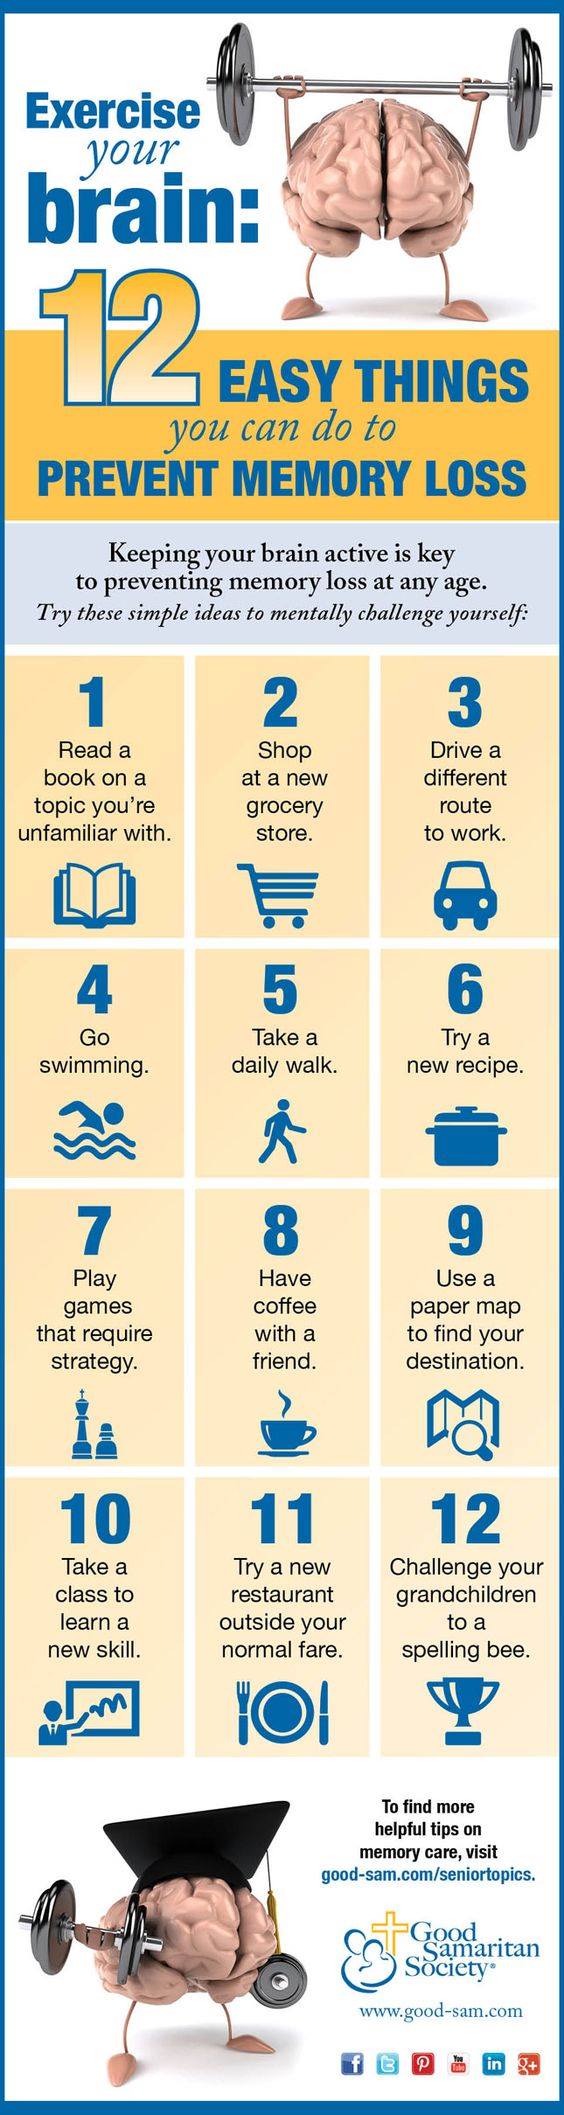 Exercise
your
brain:
12 EASY THINGS
you can do to
PREVENT MEMORY LOSS
Keeping your brain active is key
to preventing memory loss at any age.
Try these simple ideas to mentally challenge yourself:
1
Read a
book on a
topic you’re
unfamiliar with.
2
Shop
at a new
grocery
store.
3
Drive a
different
route
to work.
4
Go
swimming.
5
Take a
daily walk.
6
Try a
new recipe.
7
Play
games
that require
strategy.
8
Have
coffee
with a
friend.
9
Use a
paper map
to find your
destination.
10
Take a
class to
learn a
new skill.
11
Try a new
restaurant
outside your
normal fare.
12
Challenge your
grandchildren
to a
spelling bee.
To find more
helpful tips on
memory care, visit
good-sam.com/seniortopics.
Good
Samaritan
Society®
www.good-sam.com
f t P You Tube in g+